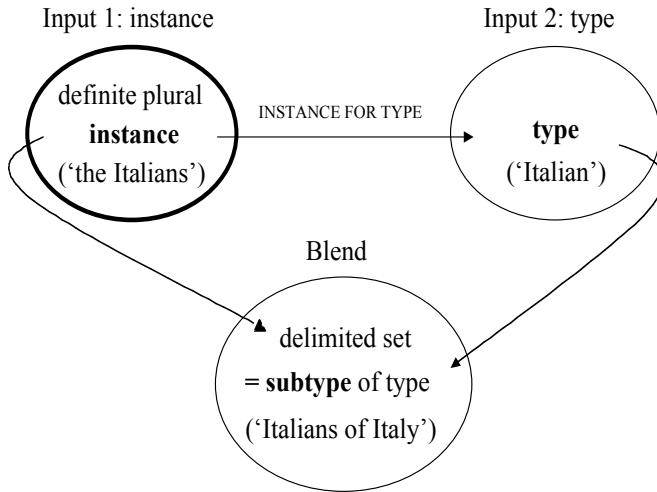 Input 1: instance
Input 2: type
definite plural
instance
(‘the Italians’)
INSTANCE FOR TYPE
type
(‘Italian’)
Blend
delimited set
= subtype of type
(‘Italians of Italy’)